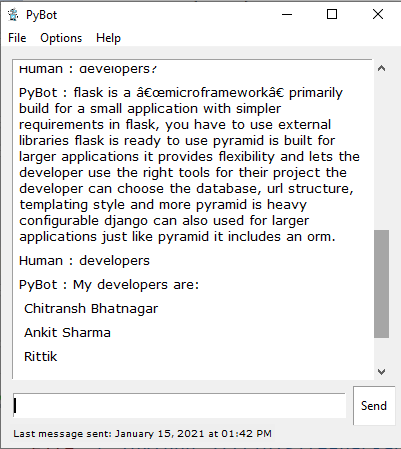 PyBot
File Options Help
Human : developers?
PyBot : flask is a â€œmicroframeworkâ€ primarily
build for a small application with simpler
requirements in flask, you have to use external
libraries flask is ready to use pyramid is built for
larger applications it provides flexibility and lets the
developer use the right tools for their project the
developer can choose the database, url structure,
templating style and more pyramid is heavy
configurable django can also used for larger
applications just like pyramid it includes an orm.
Human : developers
PyBot : My developers are:
Chitransh Bhatnagar
Ankit Sharma
Rittik
Send
Last message sent: January 15, 2021 at 01:42 PM